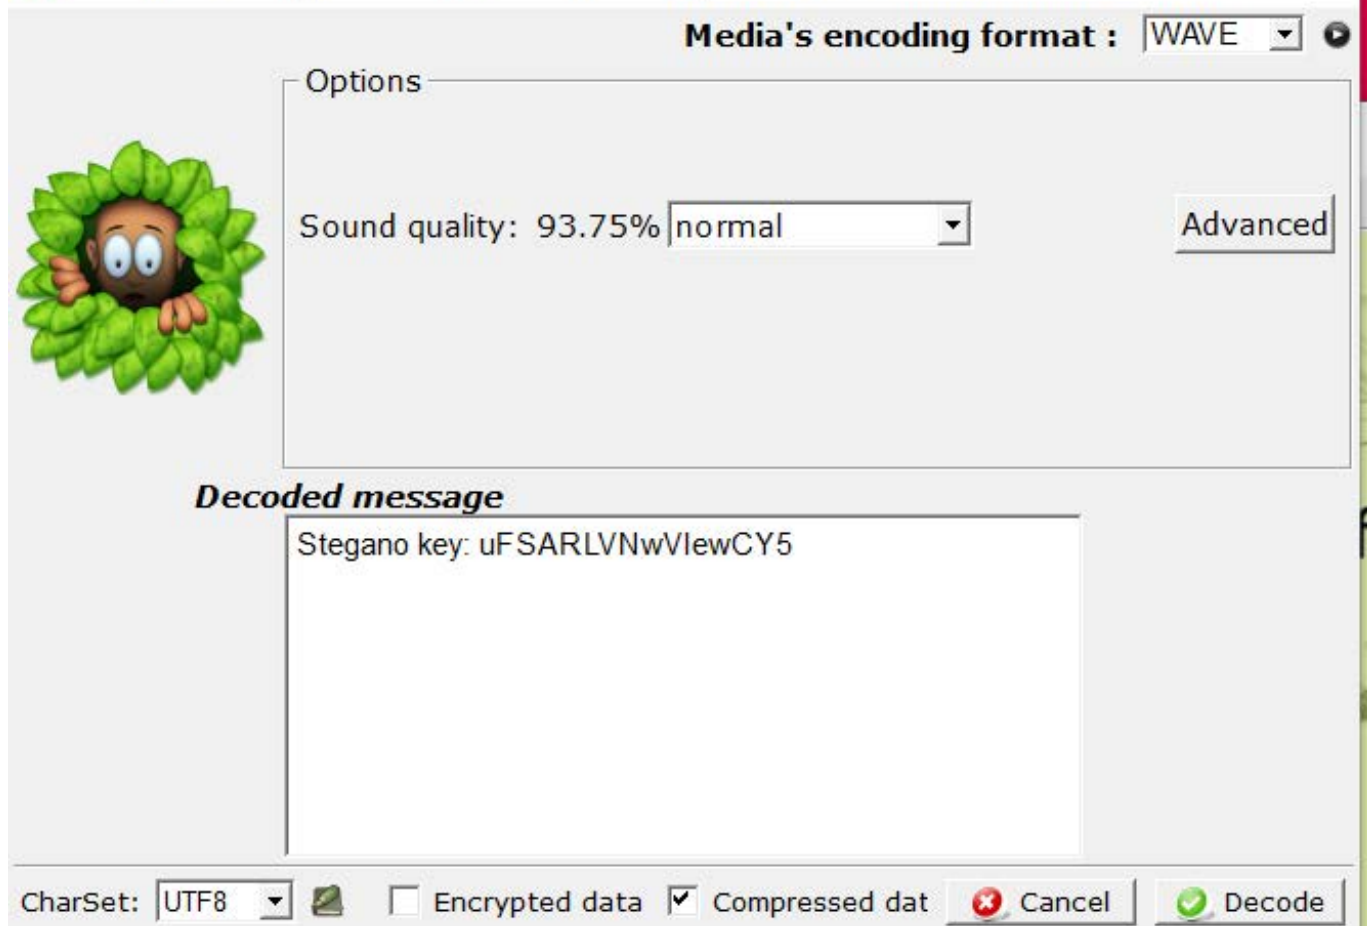 Media's encoding format : WAVE
Options
Sound quality: 93.75% normal
Advanced
Decoded message
Stegano key: uFSARLVNwVIewCY5
CharSet: UTF8 Encrypted data Compressed dat Cancel Decode